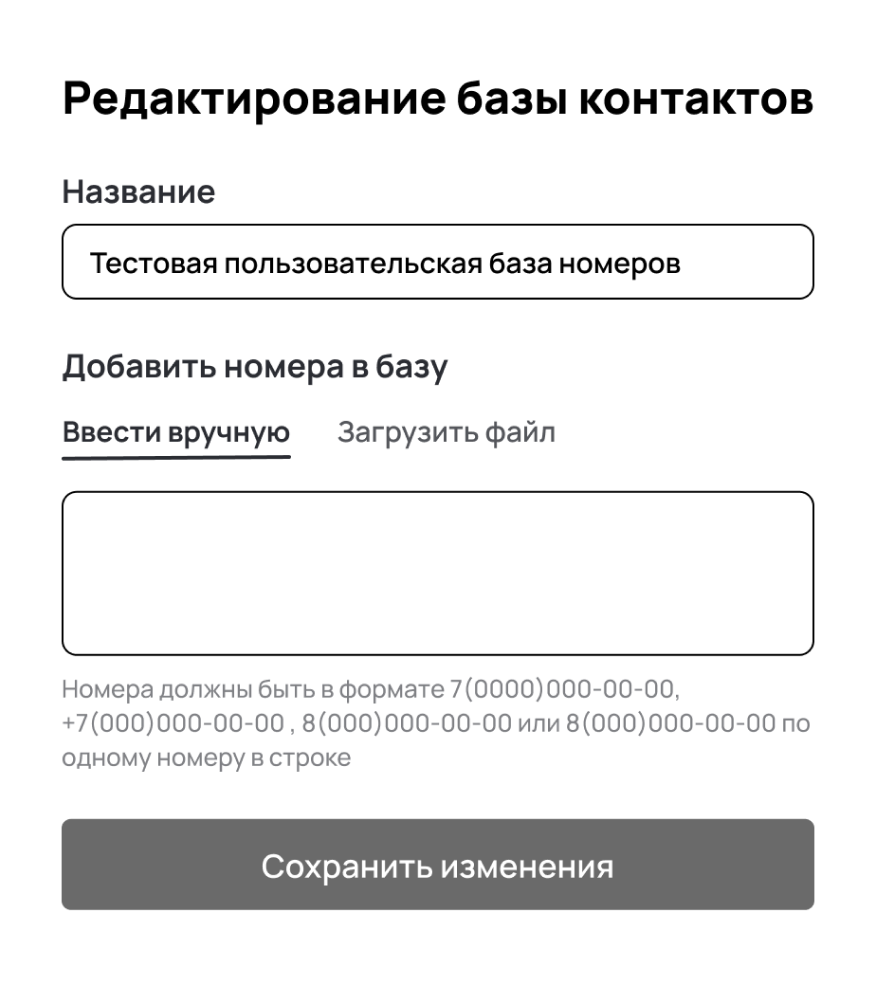 Редактирование базы контактов
Название
Тестовая пользовательская база номеров
Добавить номера в базу
Ввести вручную Загрузить файл
Номера должны быть в формате 7(0000)000-00-00,
+7(000)000-00-00 , 8(000)000-00-00 или 8(000)000-00-00 по
одному номеру в строке
Сохранить изменения